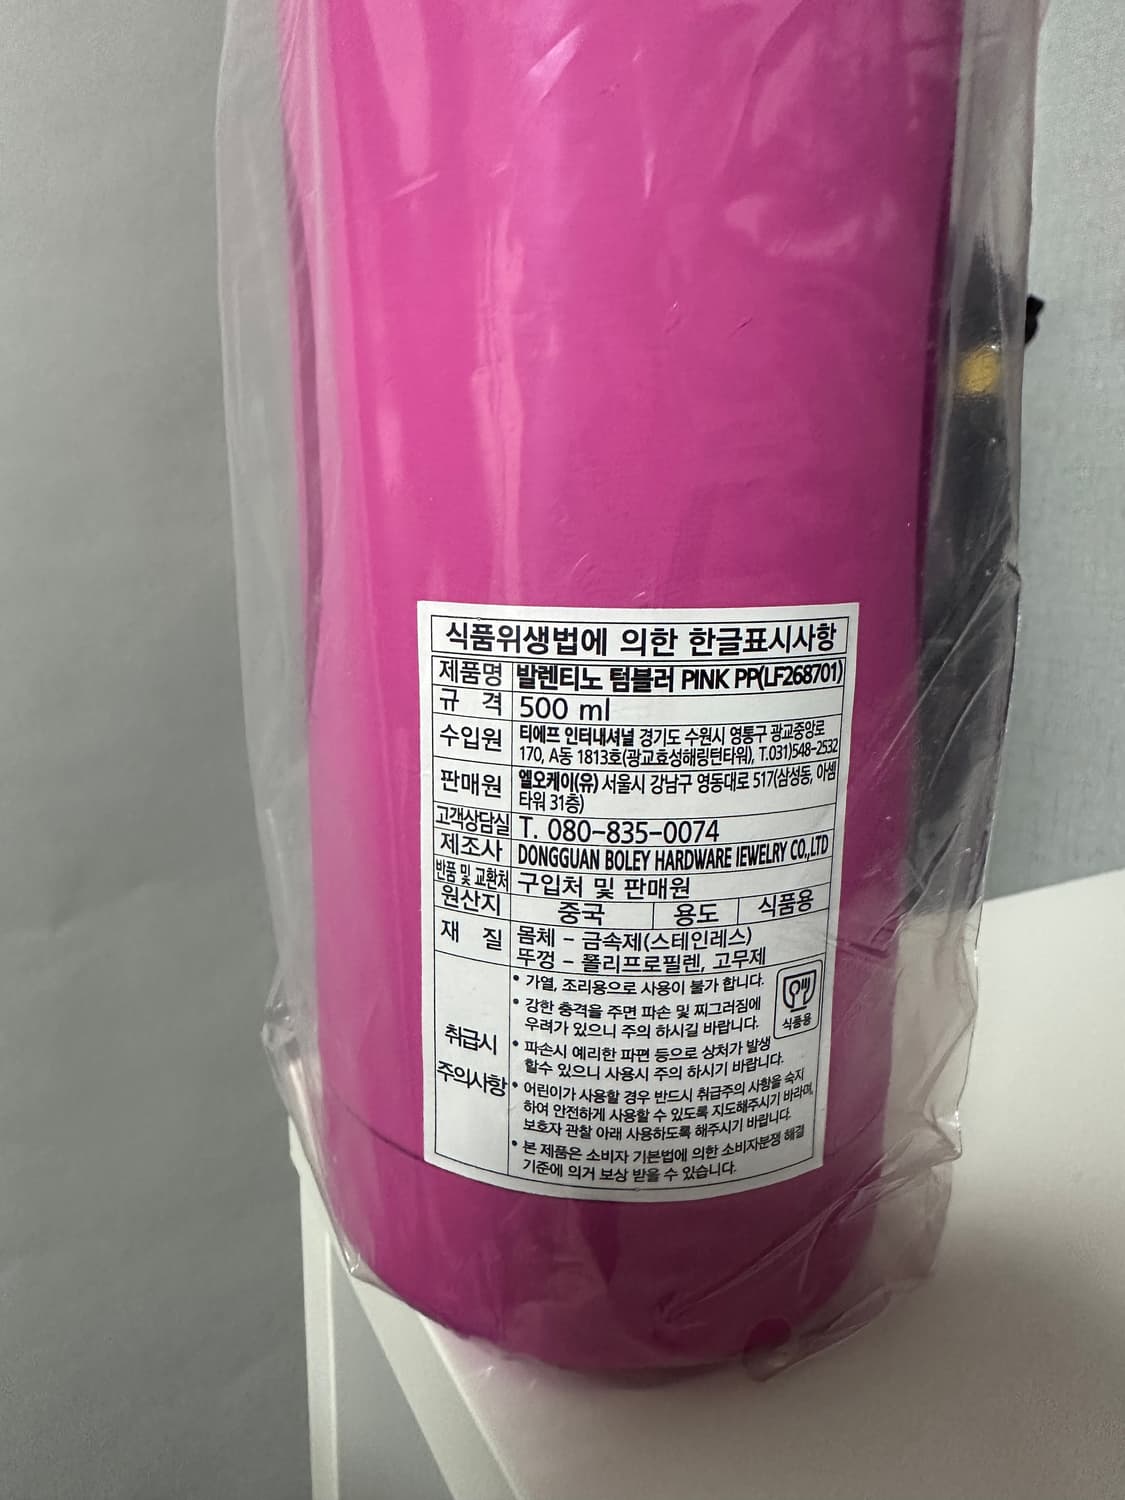 식품위생법에 의한 한글표시사항
제품명 발렌티노 텀블러 PINK PP(LF268701)
규 격 500 ml
수입원 티에프 인터내셔널 경기도 수원시 영통구 광교중앙로
170, A동 1813호(광교효성해링턴타워), T.031)548-2532
판매원 엘오케이(유) 서울시 강남구 영동대로 517(삼성동, 아셈
타워 31층)
고객상담실 T. 080-835-0074
제조사 DONGGUAN BOLEY HARDWARE IEWELRY CO.,LTD
반품 및 교환처 구입처 및 판매원
원산지 중국 용도 식품용
재 질 몸체 - 금속제(스테인레스)
뚜껑 - 폴리프로필렌, 고무제
취급시
주의사항
• 가열, 조리용으로 사용이 불가 합니다.
• 강한 충격을 주면 파손 및 찌그러짐에
우려가 있으니 주의 하시길 바랍니다.
• 파손시 예리한 파편 등으로 상처가 발생
할수 있으니 사용시 주의 하시기 바랍니다.
• 어린이가 사용할 경우 반드시 취급주의 사항을 숙지
하여 안전하게 사용할 수 있도록 지도해주시기 바라며,
보호자 관찰 아래 사용하도록 해주시기 바랍니다.
• 본 제품은 소비자 기본법에 의한 소비자분쟁 해결
기준에 의거 보상 받을 수 있습니다.
식품용